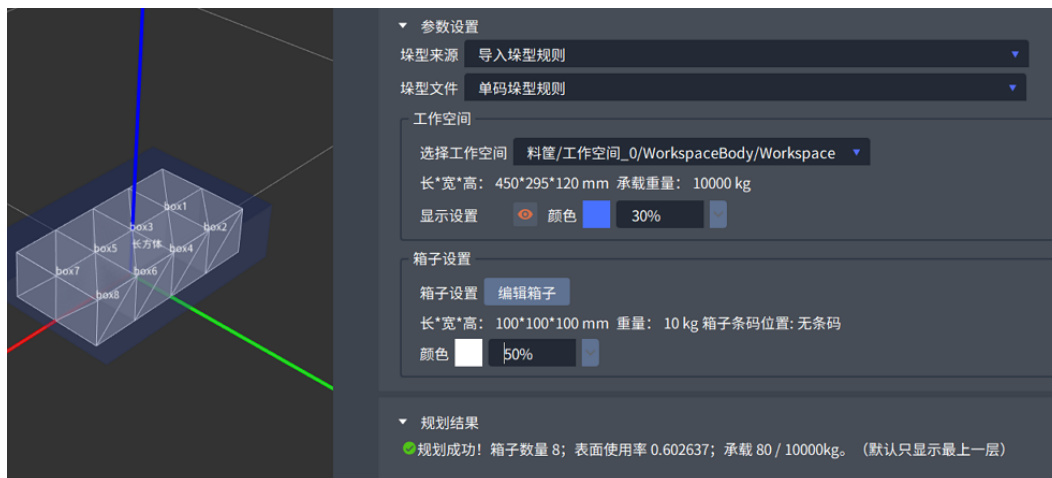 box1
box3
box2
box5
长方体
box4
box7
box6
box8
参数设置
垛型来源 导入垛型规则
垛型文件 单码垛型规则
工作空间
选择工作空间 料筐/工作空间_0/WorkspaceBody/Workspace
长*宽*高： 450*295*120 mm 承载重量： 10000 kg
显示设置 颜色 30%
箱子设置
箱子设置 编辑箱子
长*宽*高： 100*100*100 mm 重量： 10 kg 箱子条码位置: 无条码
颜色 50%
规划结果
规划成功！箱子数量 8；表面使用率 0.602637；承载 80 / 10000kg。（默认只显示最上一层）